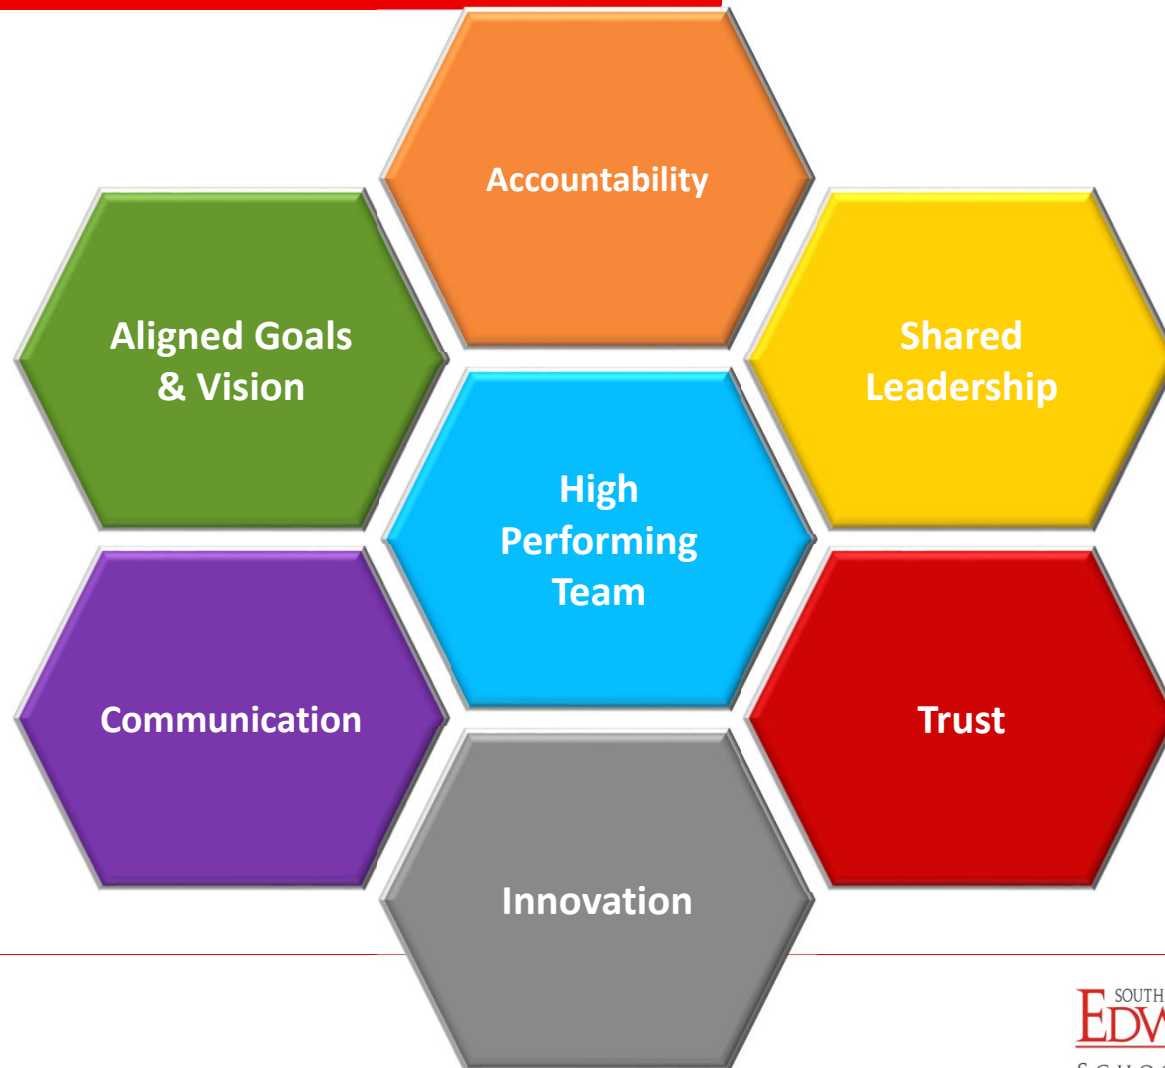 Accountability
Aligned Goals
& Vision
Shared
Leadership
High
Performing
Team
Communication
Trust
Innovation
SOUTH